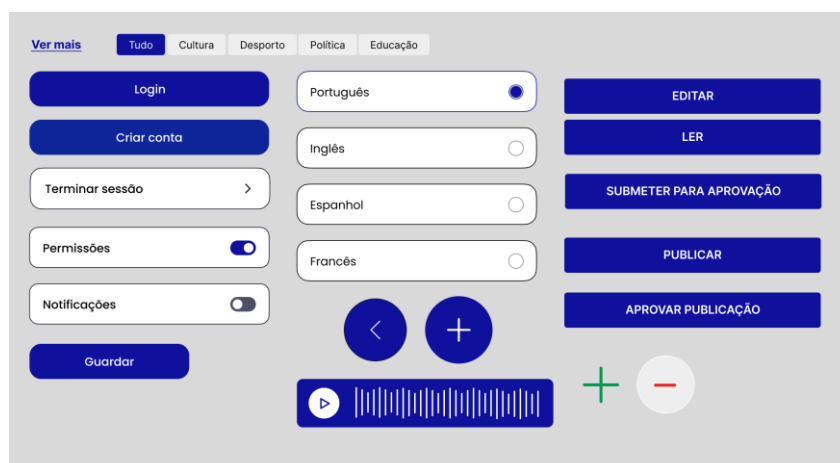 Ver mais
Tudo
Cultura
Desporto
Política
Educação
Login
Criar conta
Terminar sessão
Permissões
Notificações
Guardar
Português
Inglês
Espanhol
Francês
EDITAR
LER
SUBMETER PARA APROVAÇÃO
PUBLICAR
APROVAR PUBLICAÇÃO